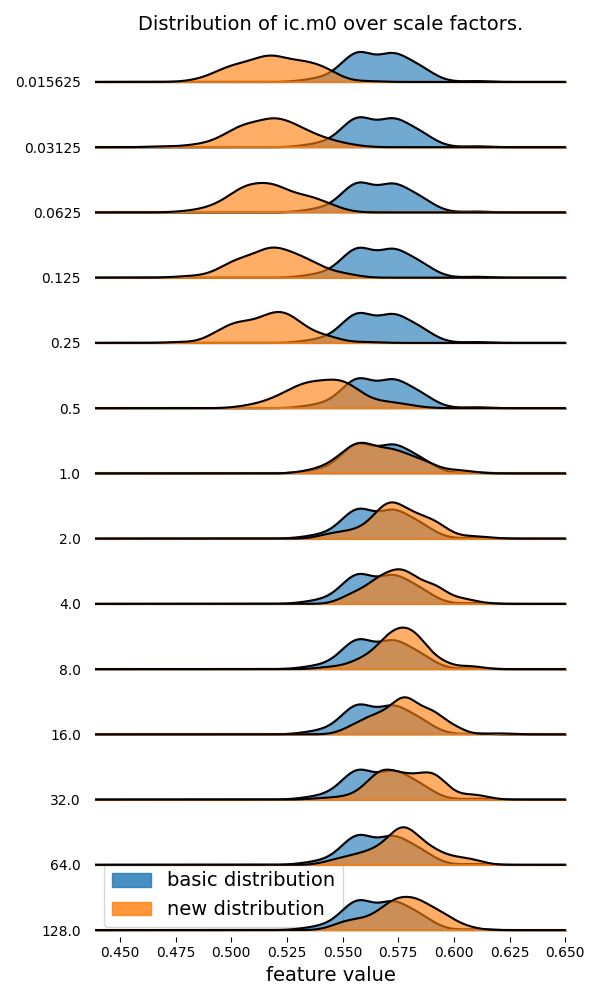 Distribution of ic.m0 over scale factors.
0.015625
0.03125
0.0625
0.125
0.25
0.5
1.0
2.0
4.0
8.0
16.0
32.0
64.0
basic distribution
new distribution
128.0
0.450 0.475 0.500 0.525 0.550 0.575 0.600 0.625 0.650
feature value